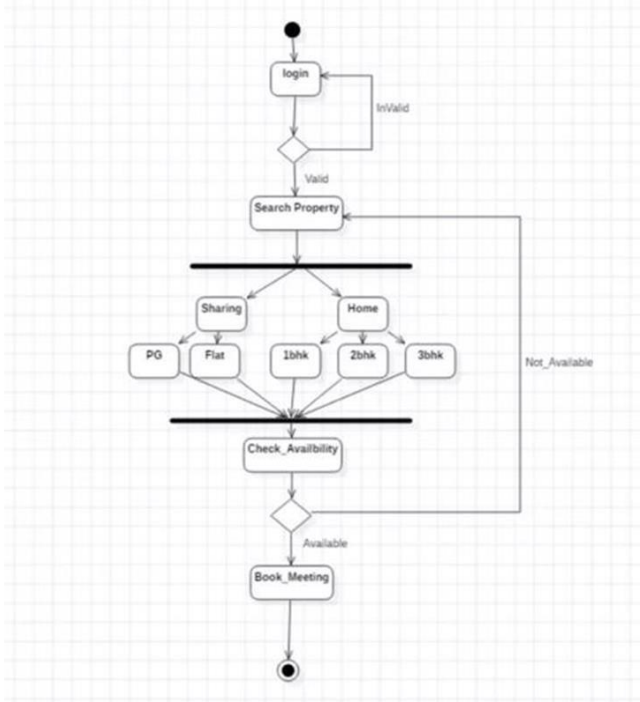 login
InValid
Valid
Search Property
Sharing
Home
PG
Flat
1bhk
2bhk
3bhk
Not_Available
Check_Availbility
Available
Book_Meeting